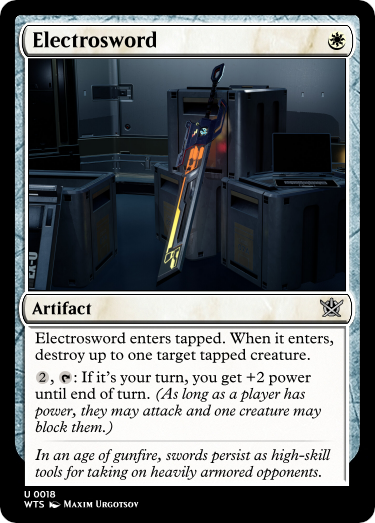 Electrosword
Artifact
Electrosword enters tapped. When it enters,
destroy up to one target tapped creature.
2, : If it's your turn, you get +2 power
until end of turn. (As long as a player has
power, they may attack and one creature may
block them.)
In an age of gunfire, swords persist as high-skill
tools for taking on heavily armored opponents.
U 0018
WTS Maxim Urgotsov